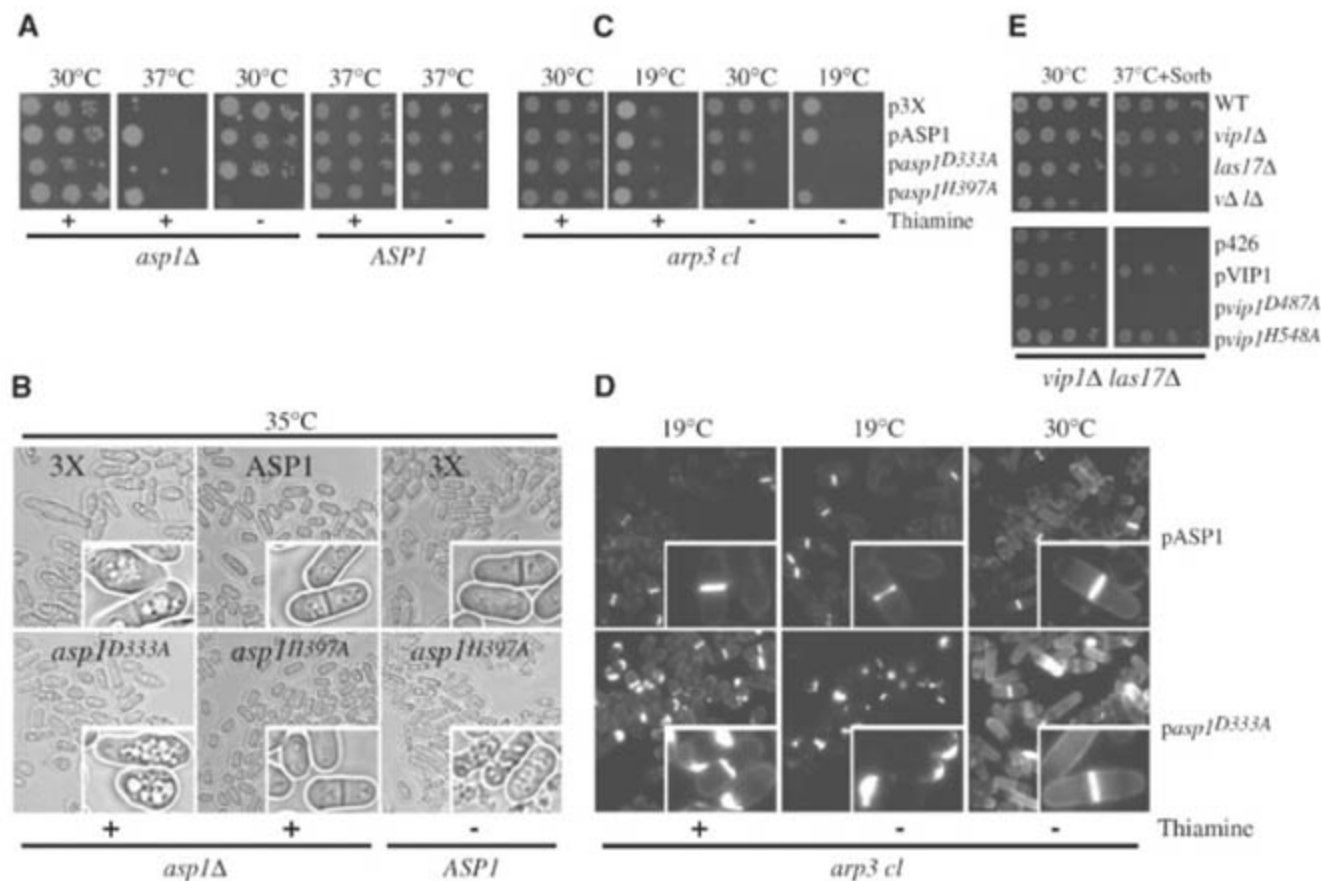 A
C
E
30°C 37°C 30°C 37°C 37°C
30°C 19°C 30°C 19°C
30°C 37°C+Sorb
p3X
pASP1
pasp1D333A
pasp1H397A
+ + - + -
+ + - -
Thiamine
asp1Δ
ASP1
arp3 c1
WT
vip1Δ
las17Δ
vΔ lΔ
p426
pVIP1
pvip1D487A
pvip1H548A
vip1Δ las17Δ
B
D
35°C
3X ASP1 3X
asp1D333A asp1H397A asp1H397A
+ + -
asp1Δ ASP1
19°C 19°C 30°C
pASP1
pasp1D333A
+ - - Thiamine
arp3 c1